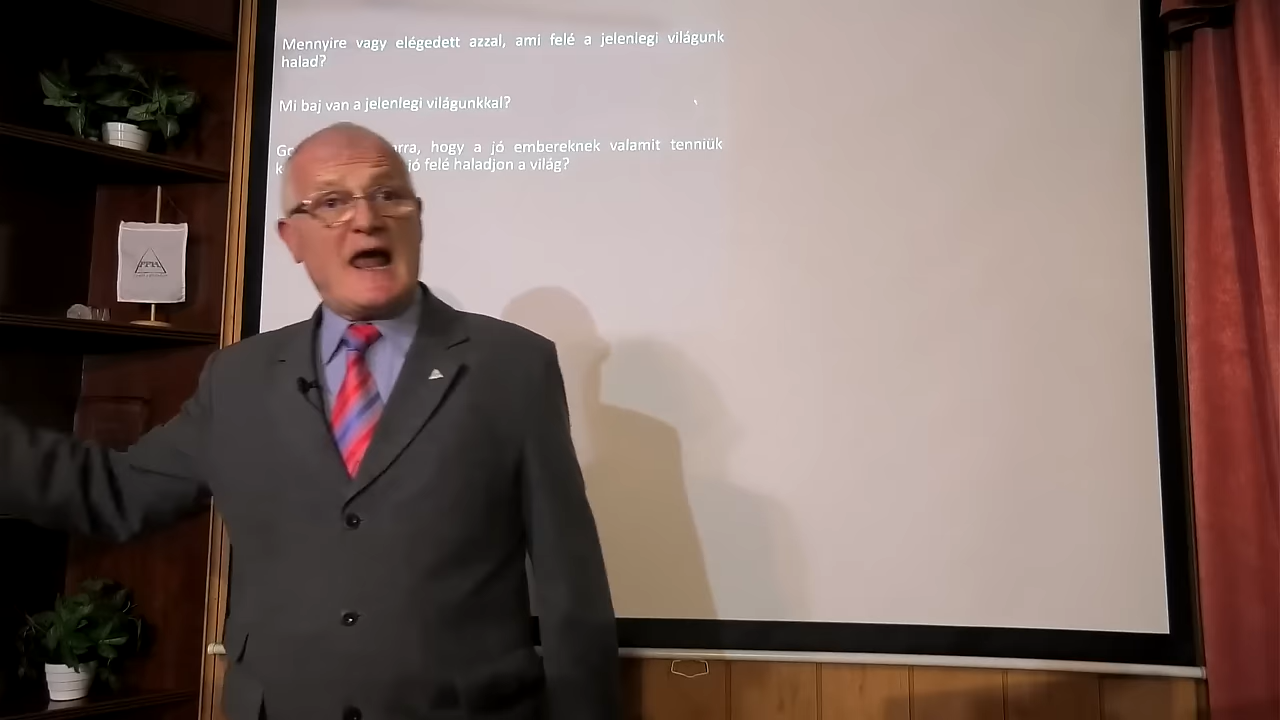 Mennyire vagy elégedett azzal, ami felé a jelenlegi világunk
halad?
Mi baj van a jelenlegi világunkkal?
hogy a jó embereknek valamit tenniük
jó felé haladjon a világ?